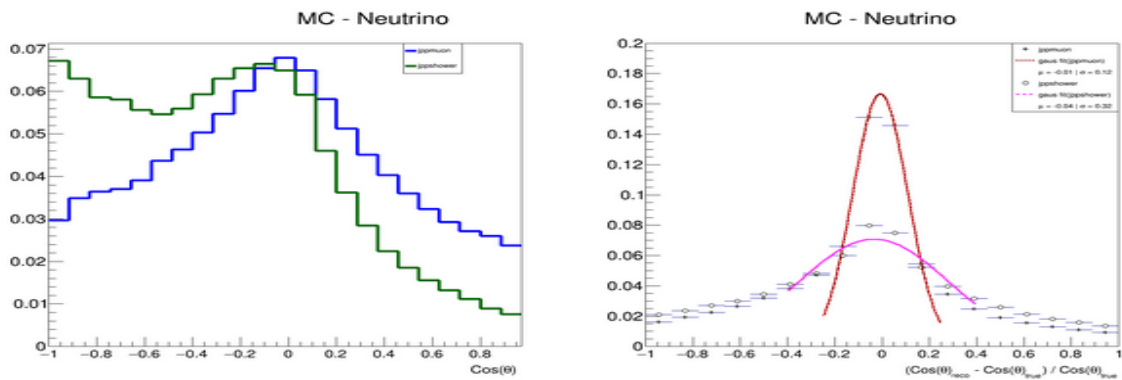 MC - Neutrino
jppmuon
jppshower
0.07
0.06
0.05
0.04
0.03
0.02
0.01
0
−1 −0.8 −0.6 −0.4 −0.2 0 0.2 0.4 0.6 0.8
Cos(θ)
MC - Neutrino
jppmuon
gaus fit(jppmuon)
μ = -0.01 | σ = 0.12
jppshower
gaus fit(jppshower)
μ = -0.04 | σ = 0.32
0.2
0.18
0.16
0.14
0.12
0.1
0.08
0.06
0.04
0.02
0
−1 −0.8 −0.6 −0.4 −0.2 0 0.2 0.4 0.6 0.8 1
(Cos(θ)reco - Cos(θ)true) / Cos(θ)true